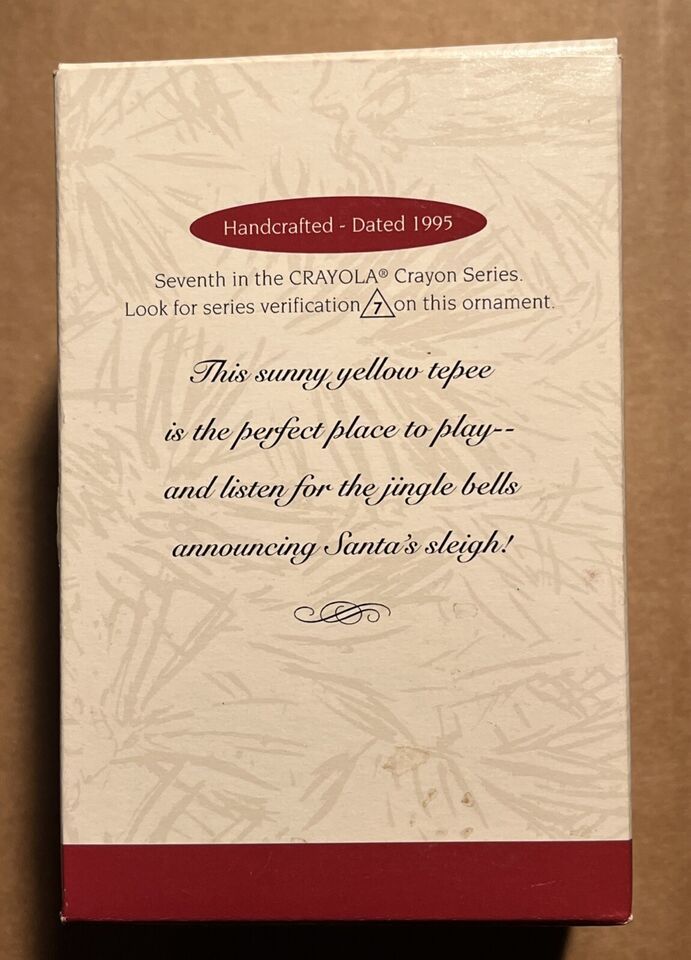 Handcrafted - Dated 1995
Seventh in the CRAYOLA® Crayon Series.
Look for series verification 7 on this ornament.
This sunny yellow tepee
is the perfect place to play--
and listen for the jingle bells
announcing Santa's sleigh!